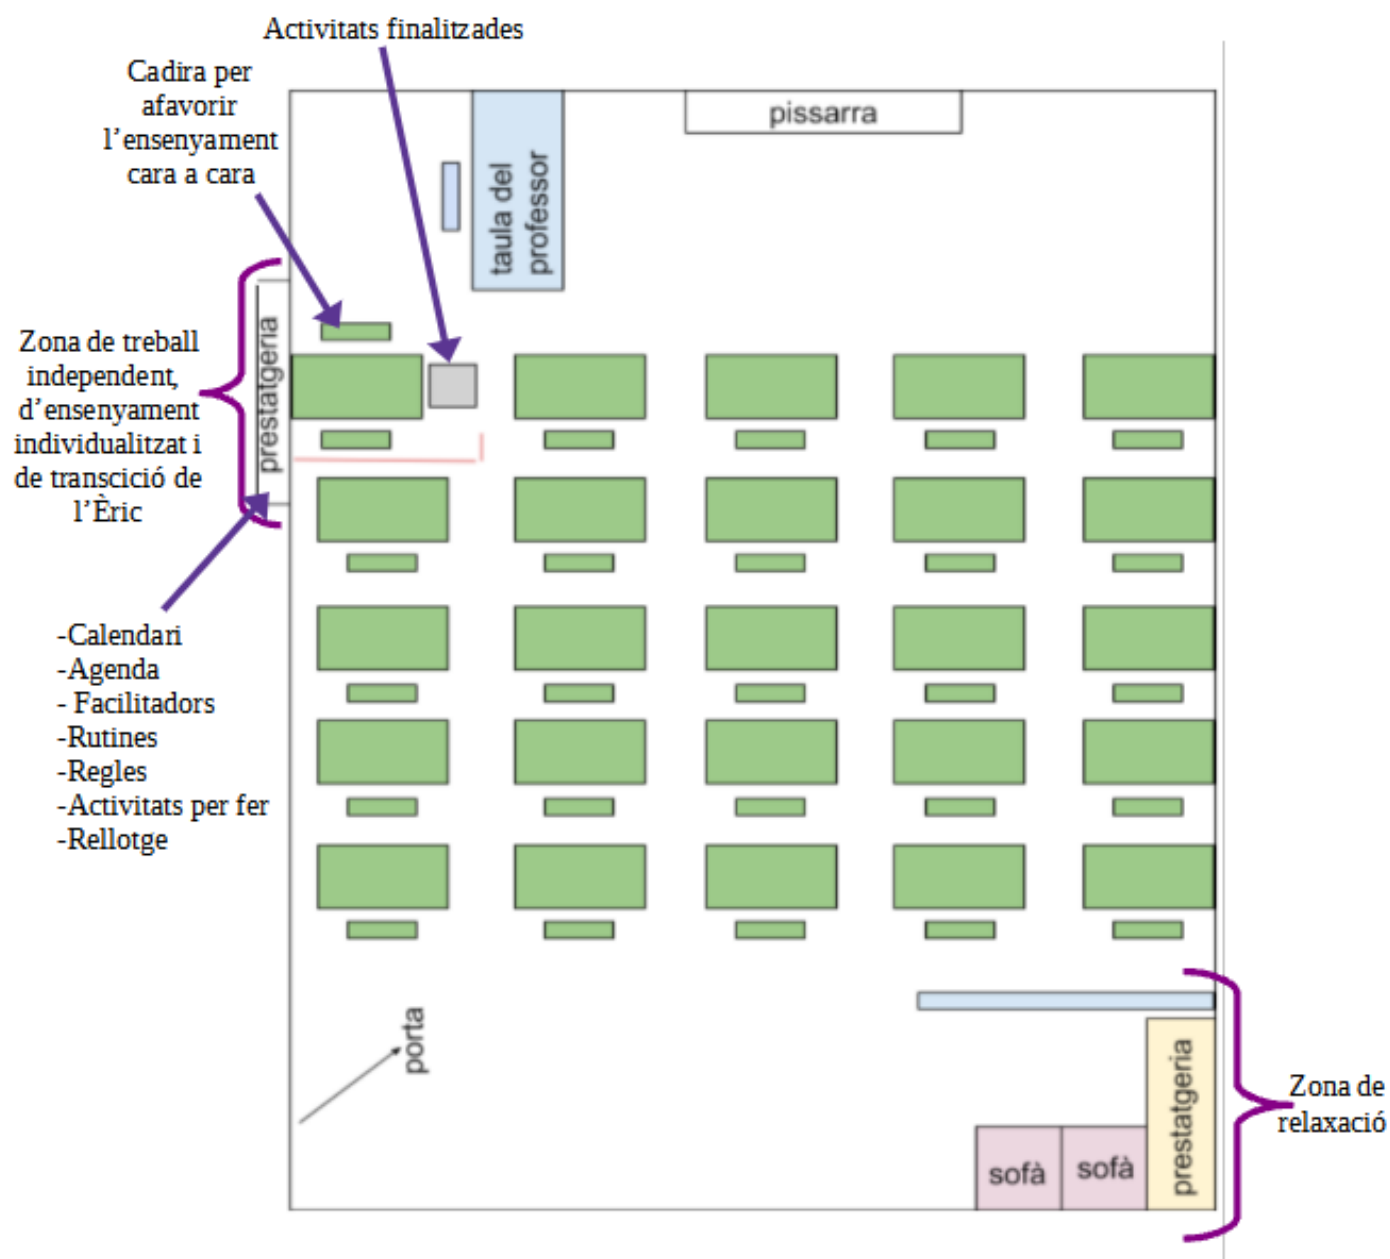 Activitats finalitzades
Cadira per
afavorir
l’ensenyament
cara a cara
pissarra
taula del
professor
prestatgeria
Zona de treball
independent,
d’ensenyament
individualitzat i
de transcició de
l’Èric
-Calendari
-Agenda
- Facilitadors
-Rutines
-Regles
-Activitats per fer
-Rellotge
porta
prestatgeria
sofà
sofà
Zona de
relaxació